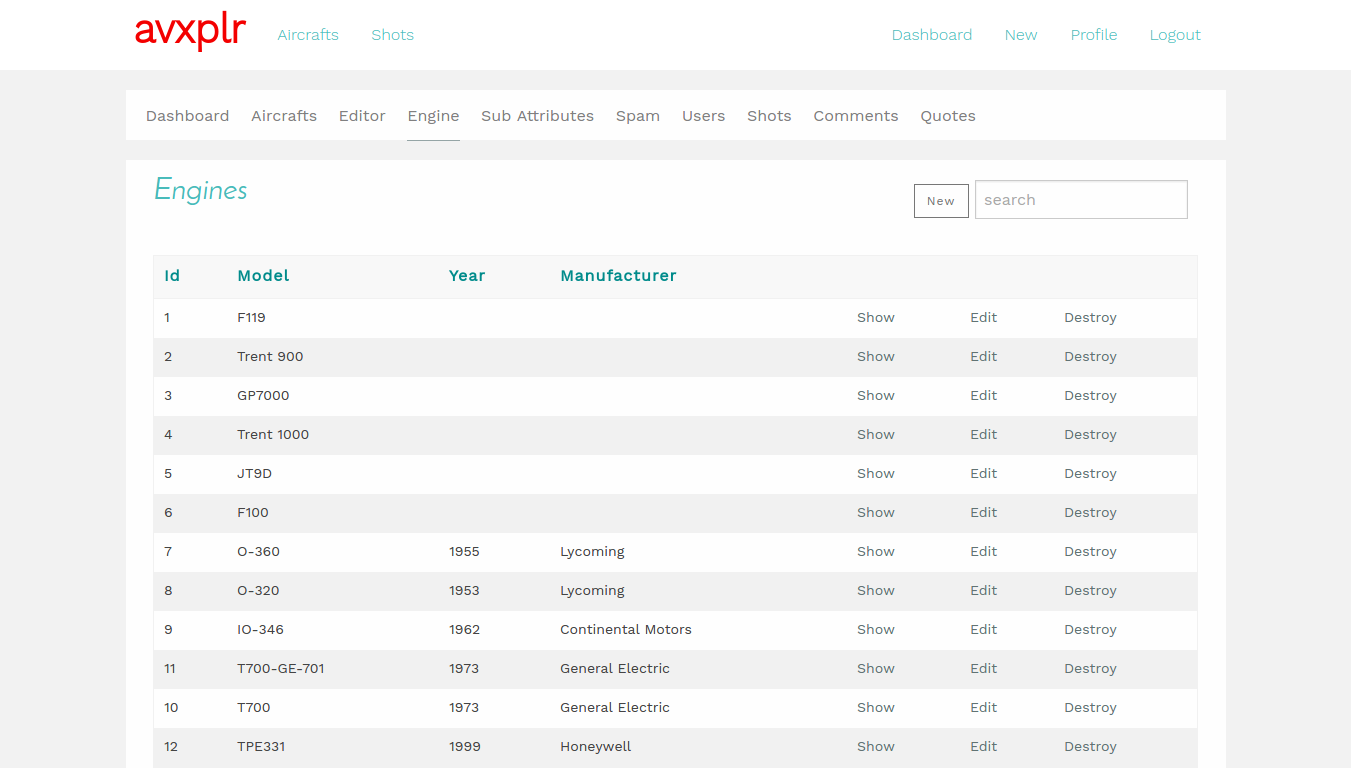 avxplr Aircrafts Shots Dashboard New Profile Logout
Dashboard Aircrafts Editor Engine Sub Attributes Spam Users Shots Comments Quotes
Engines New search
Id Model Year Manufacturer
1 F119 Show Edit Destroy
2 Trent 900 Show Edit Destroy
3 GP7000 Show Edit Destroy
4 Trent 1000 Show Edit Destroy
5 JT9D Show Edit Destroy
6 F100 Show Edit Destroy
7 O-360 1955 Lycoming Show Edit Destroy
8 O-320 1953 Lycoming Show Edit Destroy
9 IO-346 1962 Continental Motors Show Edit Destroy
11 T700-GE-701 1973 General Electric Show Edit Destroy
10 T700 1973 General Electric Show Edit Destroy
12 TPE331 1999 Honeywell Show Edit Destroy